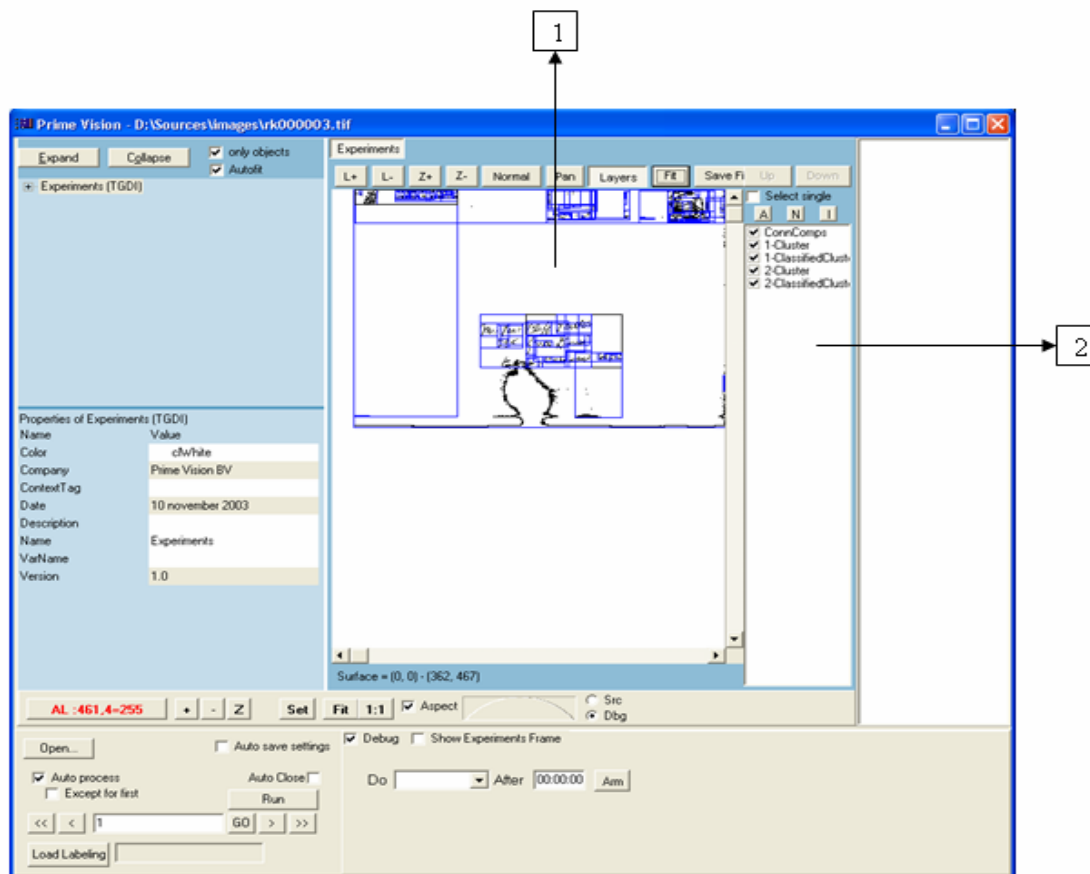 1
Prime Vision - D:\Sources\images\rk000003.tif
Expand Collapse only objects
Autofit
Experiments (TGDI)
Experiments
L+ L- Z+ Z- Normal Pan Layers Fit Save Fi Up Down
Select single
A N I
ConnComps
1-Cluster
1-ClassifiedClust
2-Cluster
2-ClassifiedClust
2
Properties of Experiments (TGDI)
Name Value
Color clWhite
Company Prime Vision BV
ContextTag
Date 10 november 2003
Description
Name Experiments
VarName
Version 1.0
Surface = (0, 0) - (362, 467)
AL :461,4=255 + - Z Set Fit 1:1 Aspect Src
Dbg
Open... Auto save settings Debug Show Experiments Frame
Auto process Auto Close Do After 00:00:00 Arm
Except for first Run
<< < 1 GO > >>
Load Labeling